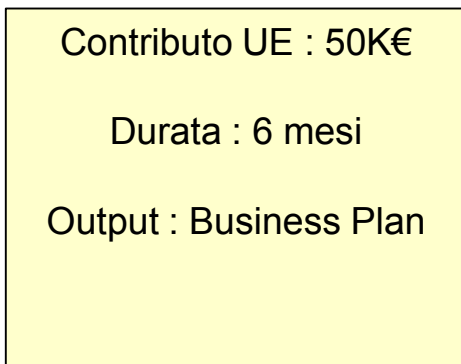 Contributo UE : 50K€
Durata : 6 mesi
Output : Business Plan